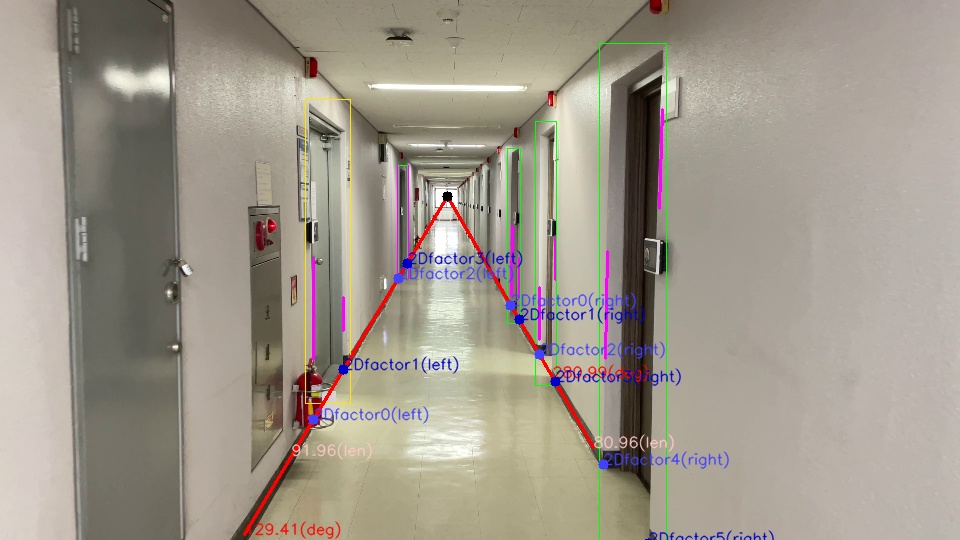 2Dfactor3(left)
2Dfactor2(left)
2Dfactor0(right)
2Dfactor1(right)
2Dfactor2(right)
2Dfactor3(right)
2Dfactor1(left)
2Dfactor0(left)
80.96(len)
91.96(len)
2Dfactor4(right)
29.41(deg)
2Dfactor5(right)